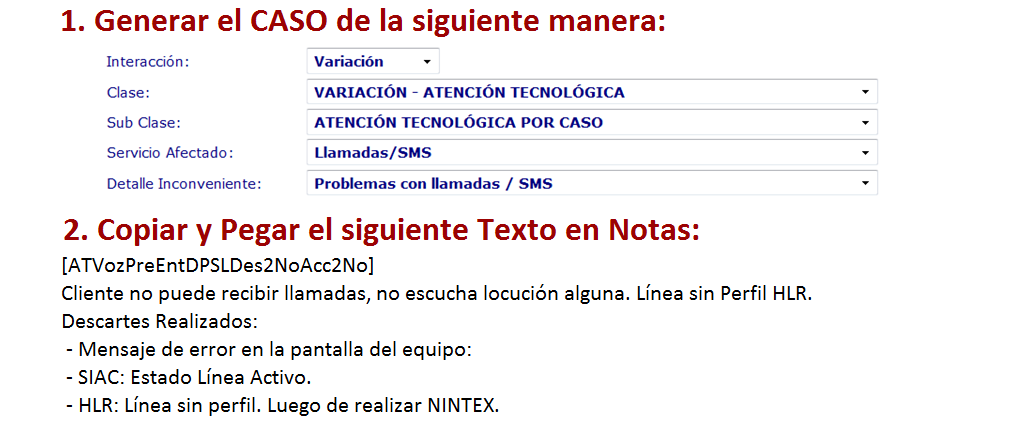 1. Generar el CASO de la siguiente manera:
Interacción: Variación
Clase: VARIACIÓN - ATENCIÓN TECNOLÓGICA
Sub Clase: ATENCIÓN TECNOLÓGICA POR CASO
Servicio Afectado: Llamadas/SMS
Detalle Inconveniente: Problemas con llamadas / SMS
2. Copiar y Pegar el siguiente Texto en Notas:
[ATVozPreEntDPSLDes2NoAcc2No]
Cliente no puede recibir llamadas, no escucha locución alguna. Línea sin Perfil HLR.
Descartes Realizados:
- Mensaje de error en la pantalla del equipo:
- SIAC: Estado Línea Activo.
- HLR: Línea sin perfil. Luego de realizar NINTEX.